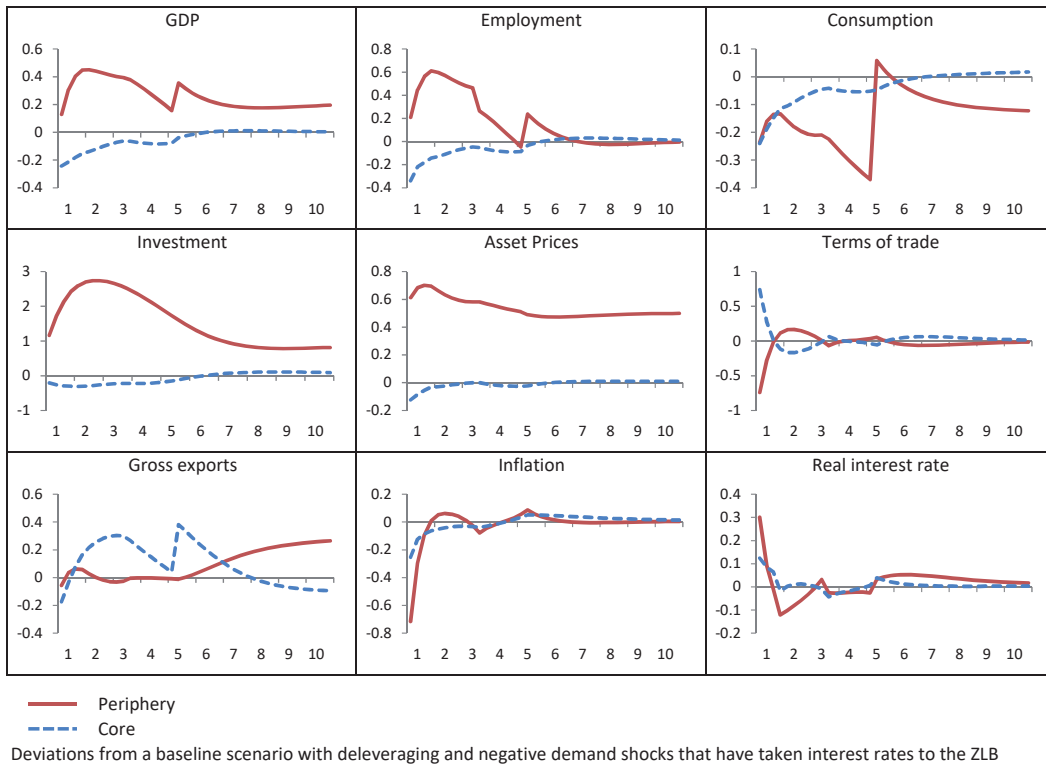 GDP Employment Consumption
0.6 0.8 0.1
0.4 0.6 0
0.2 0.4 -0.1
0 0.2 -0.2
-0.2 0 -0.3
-0.4 -0.2 -0.4
-0.4
1 2 3 4 5 6 7 8 9 10 1 2 3 4 5 6 7 8 9 10 1 2 3 4 5 6 7 8 9 10
Investment Asset Prices Terms of trade
3 0.8 1
2 0.6 0.5
1 0.4 0
0 0.2 -0.5
-1 0 -1
-0.2
1 2 3 4 5 6 7 8 9 10 1 2 3 4 5 6 7 8 9 10 1 2 3 4 5 6 7 8 9 10
Gross exports Inflation Real interest rate
0.6 0.2 0.4
0.4 0 0.3
0.2 -0.2 0.2
0 -0.4 0.1
-0.2 -0.6 0
-0.4 -0.8 -0.1
-0.2
1 2 3 4 5 6 7 8 9 10 1 2 3 4 5 6 7 8 9 10 1 2 3 4 5 6 7 8 9 10
Periphery
Core
Deviations from a baseline scenario with deleveraging and negative demand shocks that have taken interest rates to the ZLB